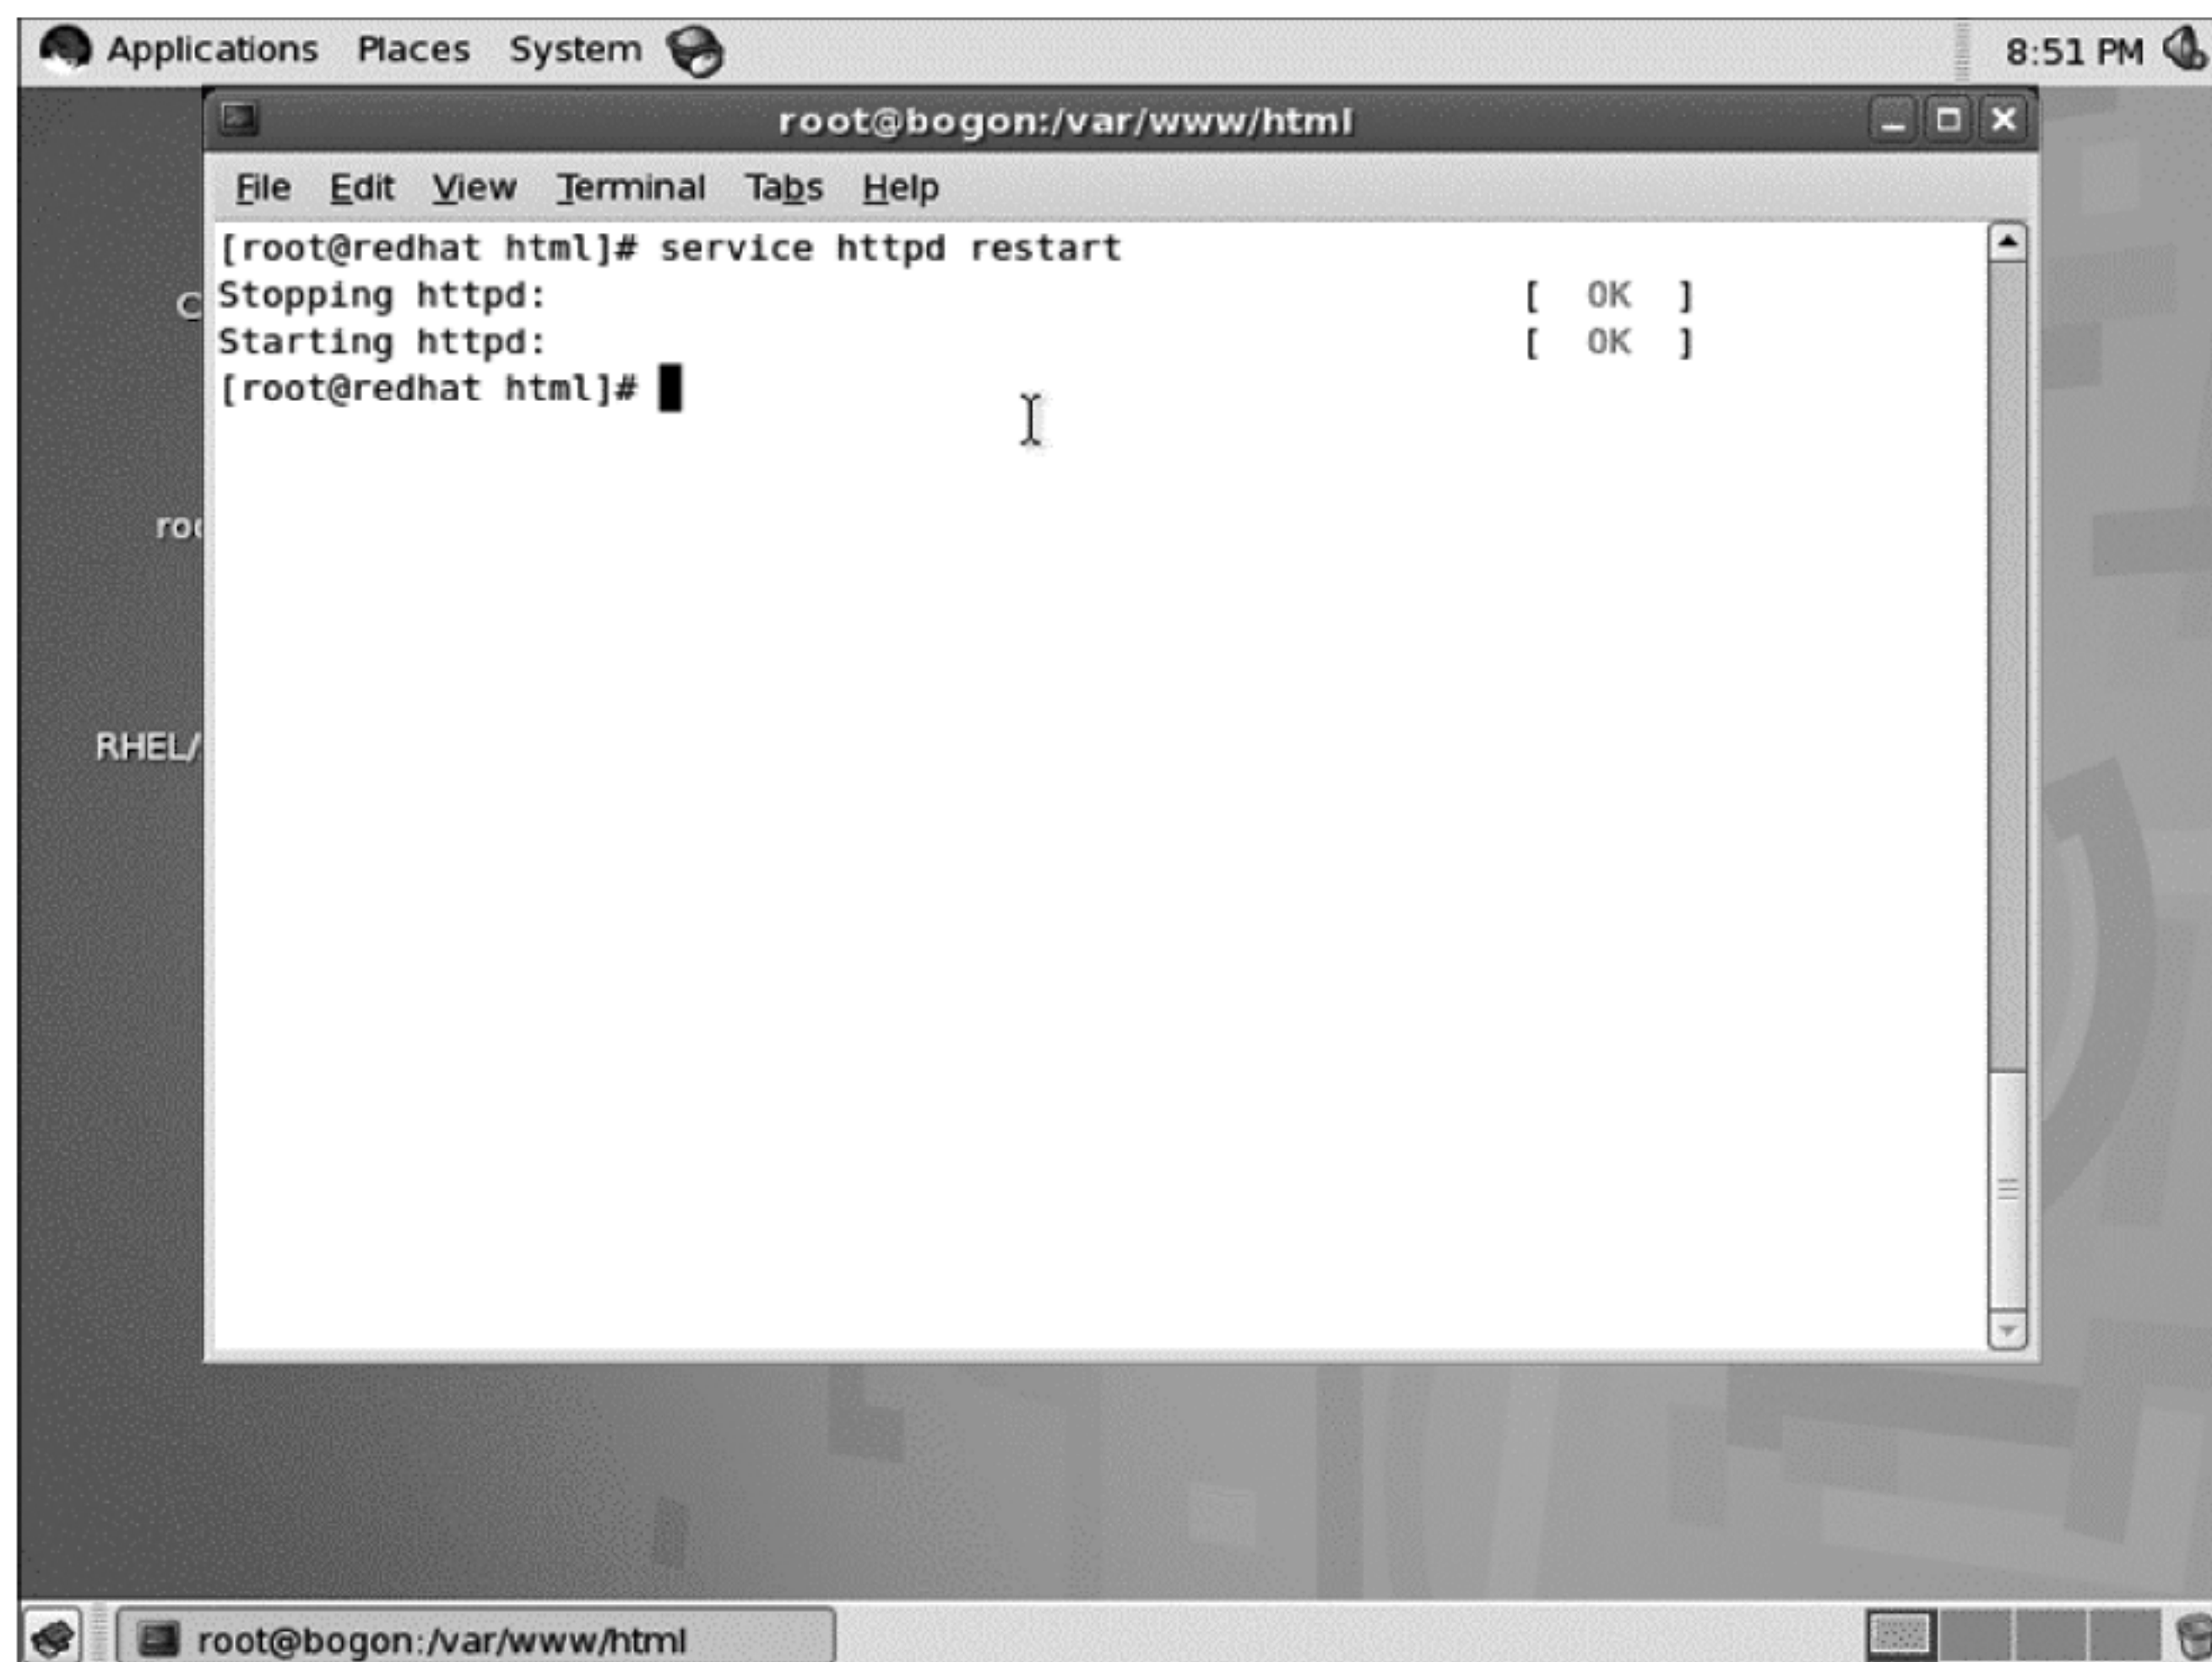 Applications Places System 8:51 PM
root@bogon:/var/www/html
File Edit View Terminal Tabs Help
[root@redhat html]# service httpd restart
Stopping httpd: [ OK ]
Starting httpd: [ OK ]
[root@redhat html]#
C
roo
RHEL/
root@bogon:/var/www/html